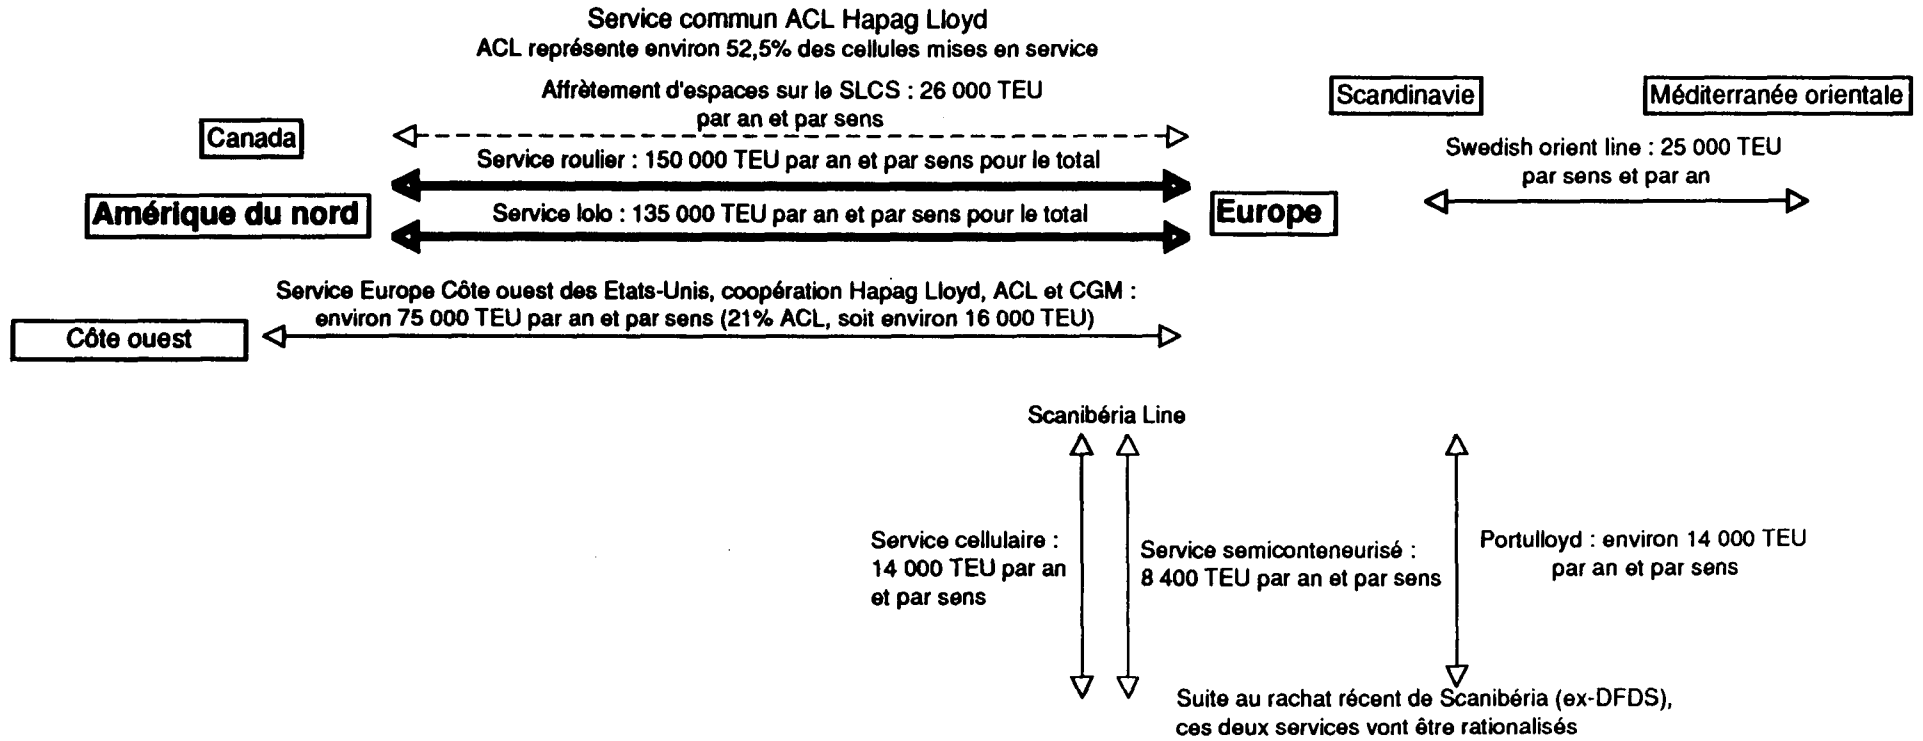 Service commun ACL Hapag Lloyd
ACL représente environ 52,5% des cellules mises en service
Affrètement d'espaces sur le SLCS : 26 000 TEU
par an et par sens
Canada
Service roulier : 150 000 TEU par an et par sens pour le total
Amérique du nord
Service lolo : 135 000 TEU par an et par sens pour le total
Europe
Scandinavie
Méditerranée orientale
Swedish orient line : 25 000 TEU
par sens et par an
Service Europe Côte ouest des Etats-Unis, coopération Hapag Lloyd, ACL et CGM :
environ 75 000 TEU par an et par sens (21% ACL, soit environ 16 000 TEU)
Côte ouest
Scanibéria Line
Service cellulaire :
14 000 TEU par an
et par sens
Service semiconteneurisé :
8 400 TEU par an et par sens
Portulloyd : environ 14 000 TEU
par an et par sens
Suite au rachat récent de Scanibéria (ex-DFDS),
ces deux services vont être rationalisés